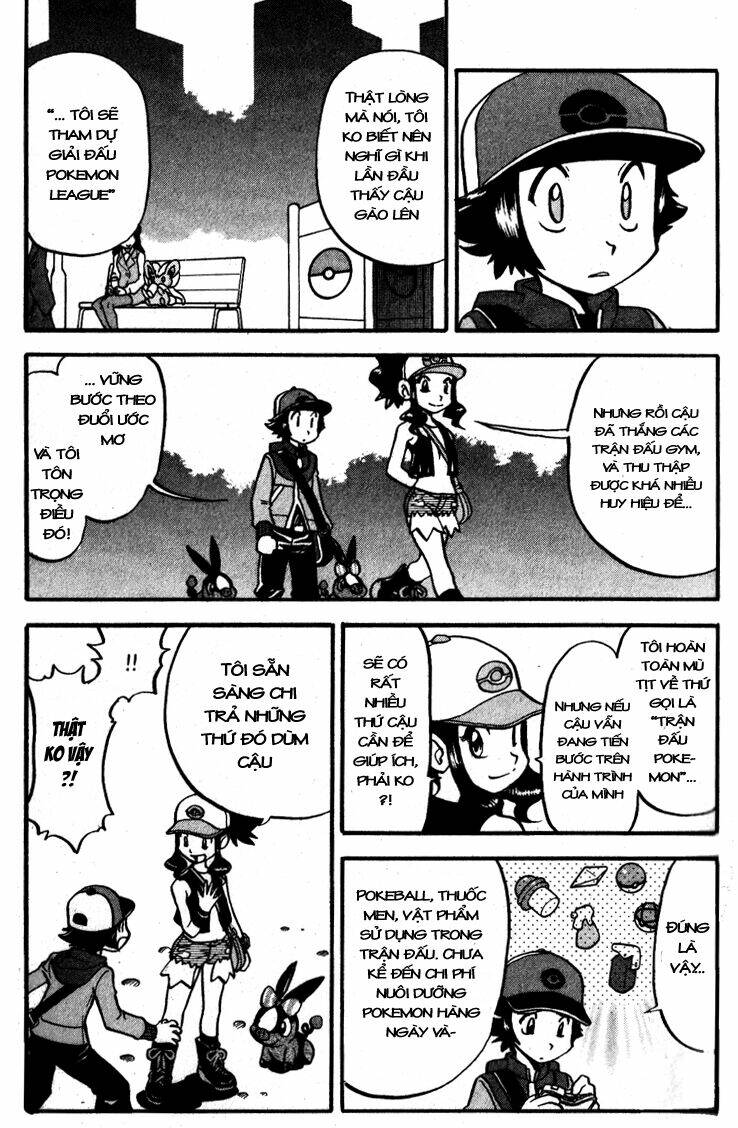 THẬT LÒNG
MÀ NÓI, TÔI
KO BIẾT NÊN
NGHĨ GÌ KHI
LẦN ĐẦU
THẤY CẬU
GÀO LÊN
"... TÔI SẼ
THAM DỰ
GIẢI ĐẤU
POKEMON
LEAGUE"
NHƯNG RỒI CẬU
ĐÃ THẮNG CÁC
TRẬN ĐẤU GYM,
VÀ THU THẬP
ĐƯỢC KHÁ NHIỀU
HUY HIỆU ĐỂ...
... VỮNG
BƯỚC THEO
ĐUỔI ƯỚC
MƠ
VÀ TÔI
TÔN
TRỌNG
ĐIỀU
ĐÓ!
TÔI HOÀN
TOÀN MÙ
TỊT VỀ THỨ
GỌI LÀ
"TRẬN
ĐẤU
POKE-
MON"...
NHƯNG NẾU
CẬU VẪN
ĐANG TIẾN
BƯỚC TRÊN
HÀNH TRÌNH
CỦA MÌNH
SẼ CÓ
RẤT
NHIỀU
THỨ CẬU
CẦN ĐỂ
GIÚP ÍCH,
PHẢI KO
?!
ĐÚNG
LÀ
VẬY..
POKEBALL, THUỐC
MEN, VẬT PHẨM
SỬ DỤNG TRONG
TRẬN ĐẤU. CHƯA
KỂ ĐẾN CHI PHÍ
NUÔI DƯỠNG
POKEMON HÀNG
NGÀY VÀ-
TÔI SẴN
SÀNG CHI
TRẢ NHỮNG
THỨ ĐÓ DÙM
CẬU
!!
THẬT
KO VẬY
?!